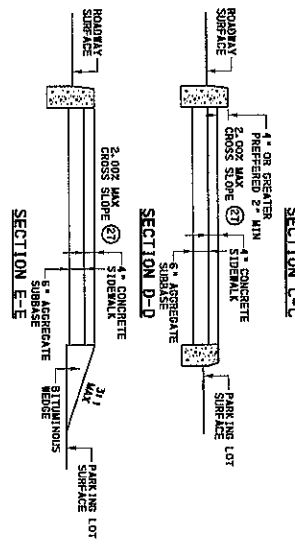 SECTION C-C
ROADWAY
SURFACE
4" OR GREATER
PREFFERED 2" MIN
2.00% MAX
CROSS SLOPE 27
4" CONCRETE
SIDEWALK
PARKING LOT
SURFACE
6" AGGREGATE
SUBBASE
SECTION D-D
ROADWAY
SURFACE
2.00% MAX
CROSS SLOPE 27
4" CONCRETE
SIDEWALK
3:1
MAX
PARKING LOT
SURFACE
6" AGGREGATE
SUBBASE
BITUMINOUS
WEDGE
SECTION E-E